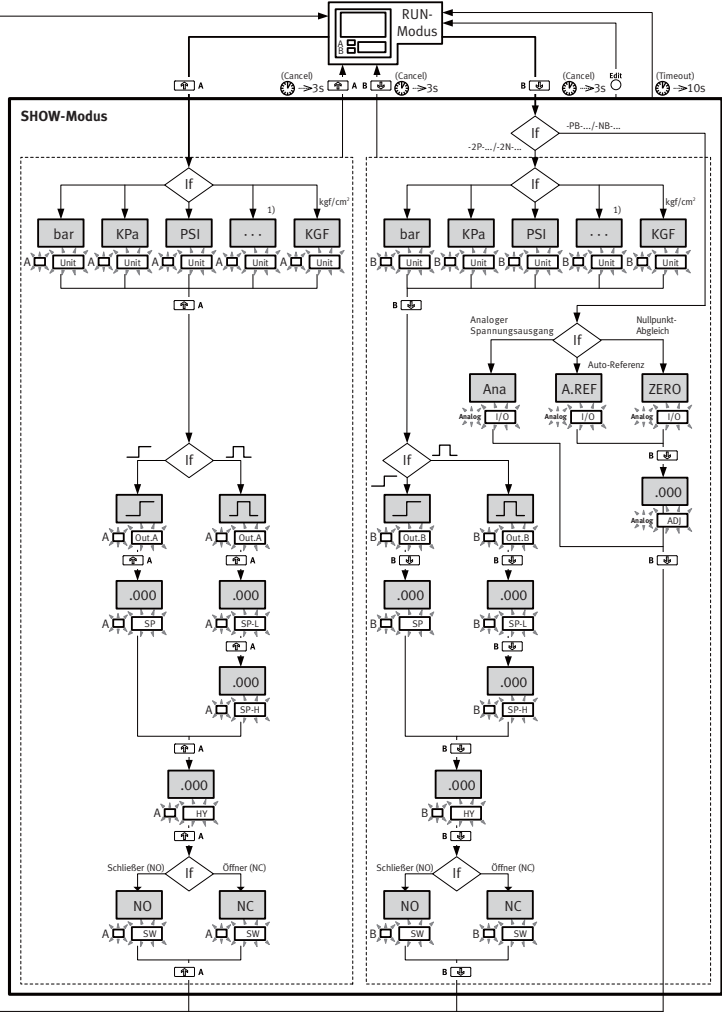 RUN-
Modus
A
B
A
(Cancel)
→3s
A
B
(Cancel)
→3s
B
(Cancel)
→3s
Edit
(Timeout)
→10s
SHOW-Modus
If
-PB-.../-NB-...
-2P-.../-2N-...
If
1)
kgf/cm²
bar KPa PSI ... KGF
A Unit A Unit A Unit A Unit A Unit
A
If
1)
kgf/cm²
bar KPa PSI ... KGF
B Unit B Unit B Unit B Unit B Unit
B
Analoger
Spannungsausgang
If
Nullpunkt-
Abgleich
Auto-Referenz
Ana A.REF ZERO
Analog I/O Analog I/O Analog I/O
B
.000
Analog ADJ
B
If
A Out.A A Out.A
A A
.000 .000
A SP A SP-L
A
.000
A SP-H
A
.000
A HY
A
Schließer (NO) If Öffner (NC)
NO NC
A SW A SW
A
If
B Out.B B Out.B
B B
.000 .000
B SP B SP-L
B
.000
B SP-H
B
.000
B HY
B
Schließer (NO) If Öffner (NC)
NO NC
B SW B SW
B